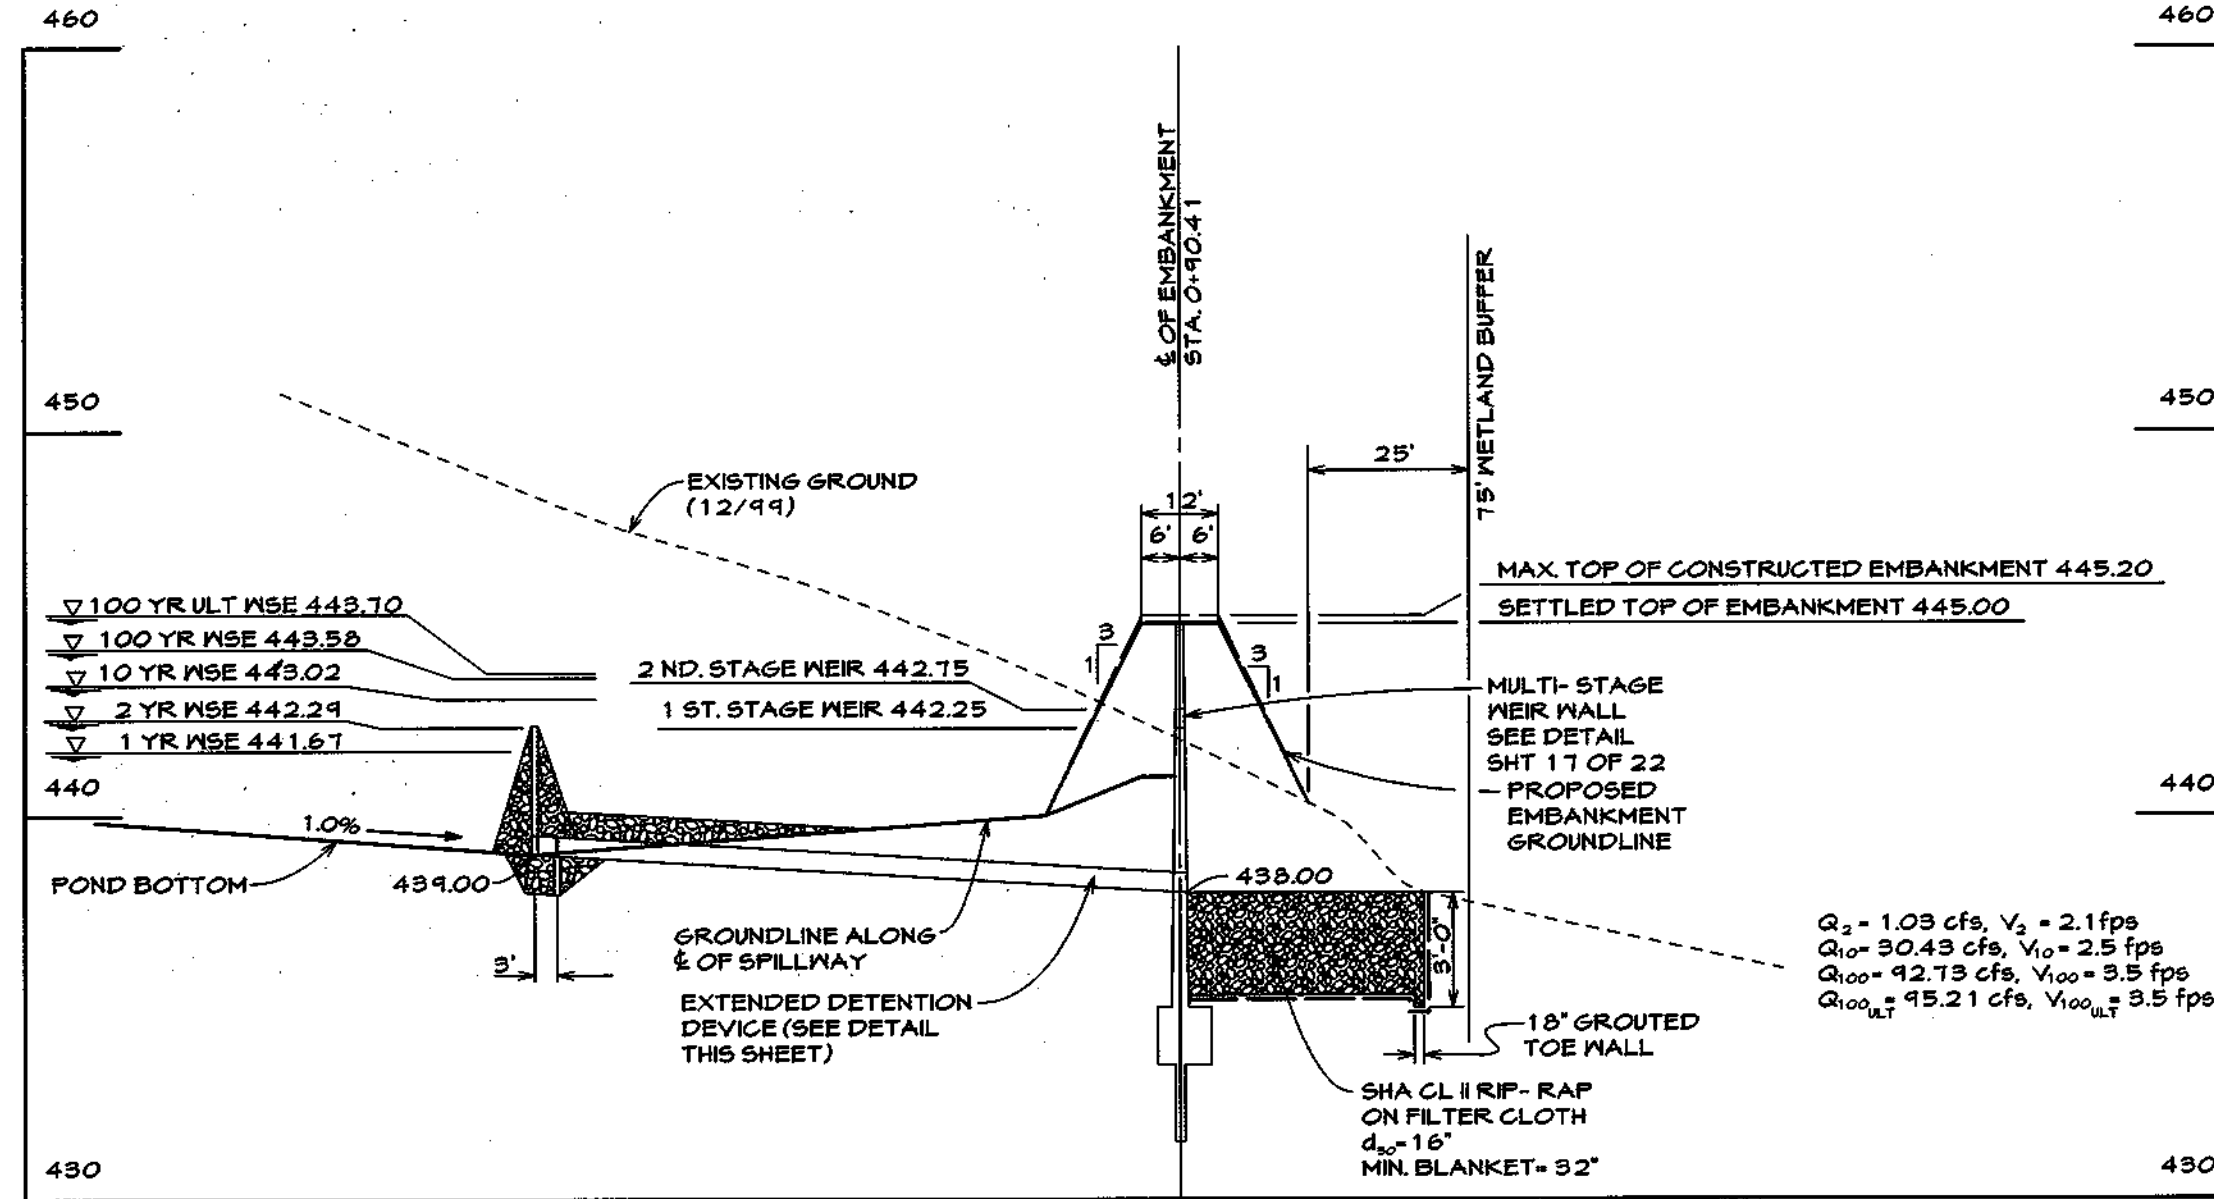 460
460
℄ OF EMBANKMENT
STA. 0+90.41
75' WETLAND BUFFER
450
450
25'
EXISTING GROUND
(12/99)
12'
6'
6'
MAX. TOP OF CONSTRUCTED EMBANKMENT 445.20
SETTLED TOP OF EMBANKMENT 445.00
100 YR ULT WSE 443.70
100 YR WSE 443.58
10 YR WSE 443.02
2 YR WSE 442.29
1 YR WSE 441.67
2 ND. STAGE WEIR 442.75
1 ST. STAGE WEIR 442.25
3
1
3
1
MULTI-STAGE
WEIR WALL
SEE DETAIL
SHT 17 OF 22
PROPOSED
EMBANKMENT
GROUNDLINE
440
440
1.0%
POND BOTTOM
439.00
438.00
3'
GROUNDLINE ALONG
℄ OF SPILLWAY
EXTENDED DETENTION
DEVICE (SEE DETAIL
THIS SHEET)
3'-0"
Q₂ = 1.03 cfs, V₂ = 2.1 fps
Q₁₀ = 30.43 cfs, V₁₀ = 2.5 fps
Q₁₀₀ = 92.73 cfs, V₁₀₀ = 3.5 fps
Q₁₀₀ULT = 95.21 cfs, V₁₀₀ULT = 3.5 fps
18" GROUTED
TOE WALL
SHA CL II RIP-RAP
ON FILTER CLOTH
d₅₀=16"
MIN. BLANKET= 32"
430
430